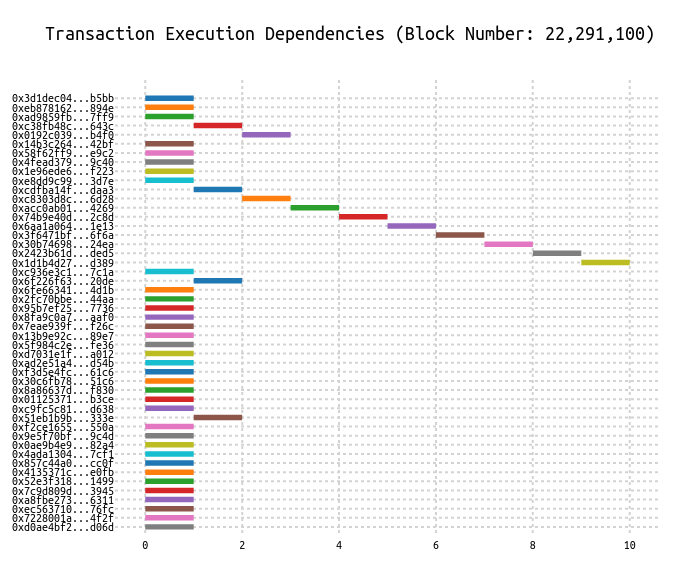 Transaction Execution Dependencies (Block Number: 22,291,100)
0x3d1dec04...b5bb
0xeb878162...894e
0xad9859fb...7ff9
0xc38fb48c...643c
0x0192c039...b4f0
0x14b3c264...42bf
0x58f62ff9...e9c2
0x4fead379...9c40
0x1e96ede6...f223
0xe8dd9c99...3d7e
0xcdfba14f...daa3
0xc8303d8c...6d28
0xacc0ab01...4269
0x74b9e40d...2c8d
0x6aa1a064...1e13
0x3f6471bf...6f6a
0x30b74698...24ea
0x2423b61d...ded5
0x1d1b4d27...d389
0xc936e3c1...7c1a
0x6f226f63...20de
0x6fe66341...4d1b
0x2fc70bbe...44aa
0x95b7ef25...7736
0x8fa9c0a7...aaf0
0x7eae939f...f26c
0x13b9e92c...89e7
0x5f984c2e...fe36
0xd7031e1f...a012
0xad2e51a4...d54b
0xf3d5e4fc...61c6
0x30c6fb78...51c6
0x8a86637d...f830
0x01125371...b3ce
0xc9fc5c81...d638
0x51eb1b9b...333e
0xf2ce1655...550a
0x9e5f70bf...9c4d
0x0ae9b4e9...82a4
0x4ada1304...7cf1
0x857c44a0...cc0f
0x4135371c...e0fb
0x52e3f318...1499
0x7c9d809d...3945
0xa8fbe273...6311
0xec563710...76fc
0x7228001a...4f2f
0xd0ae4bf2...d06d
0 2 4 6 8 10